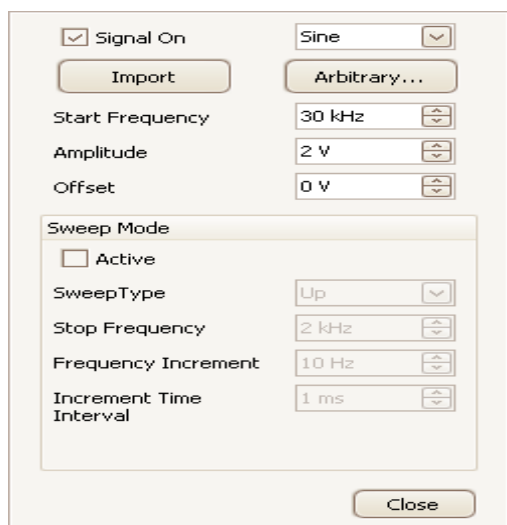 Signal On Sine
Import Arbitrary...
Start Frequency 30 kHz
Amplitude 2 V
Offset 0 V
Sweep Mode
Active
SweepType Up
Stop Frequency 2 kHz
Frequency Increment 10 Hz
Increment Time Interval 1 ms
Close